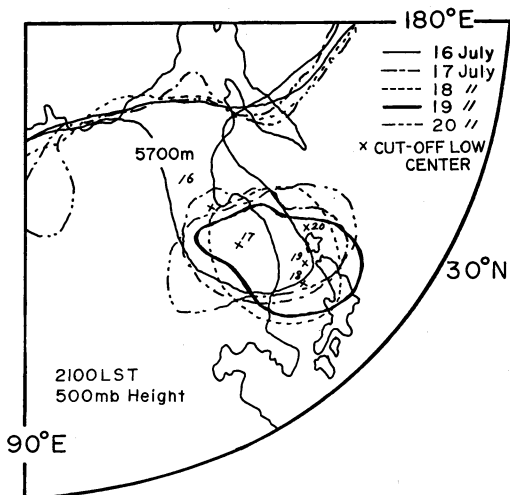 180°E
16 July
17 July
18 〃
19 〃
20 〃
× CUT-OFF LOW
CENTER
5700m
16
17
20
19
18
30°N
2100LST
500mb Height
90°E